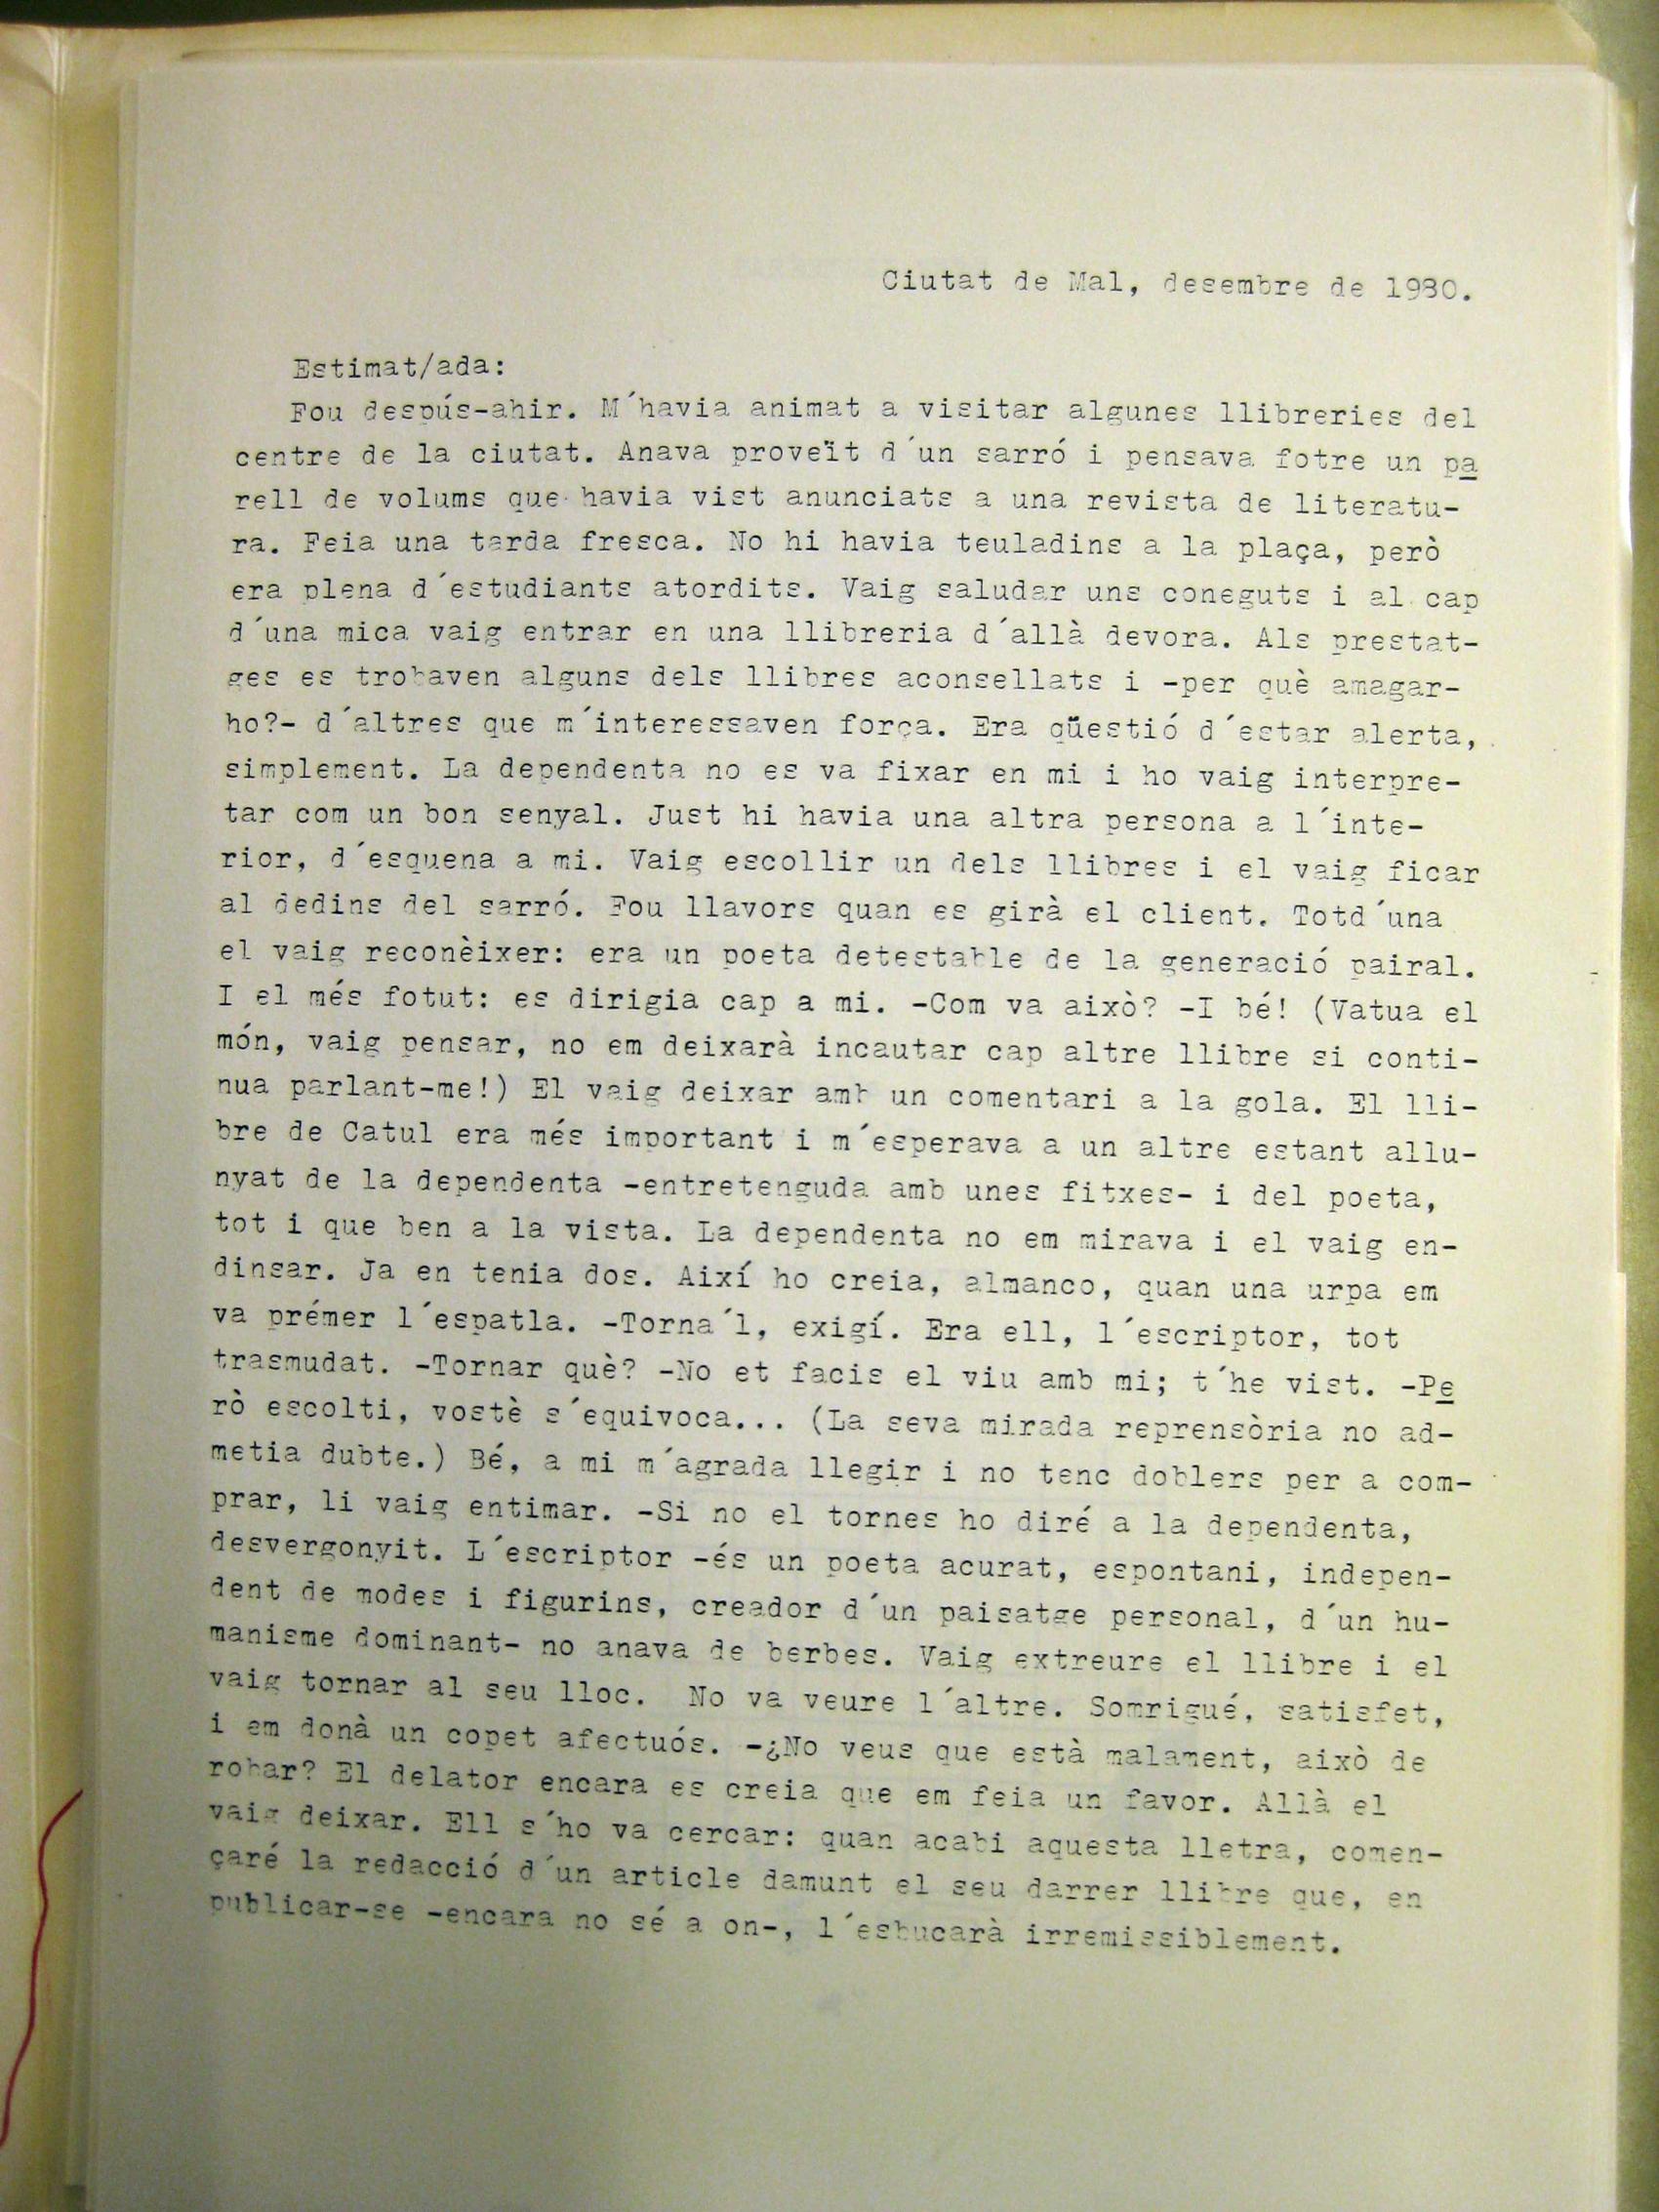 Ciutat de Mal, desembre de 1980.
Estimat/ada:
Fou despús-ahir. M´havia animat a visitar algunes llibreries del
centre de la ciutat. Anava proveït d´un sarró i pensava fotre un pa
rell de volums que havia vist anunciats a una revista de literatu-
ra. Feia una tarda fresca. No hi havia teuladins a la plaça, però
era plena d´estudiants atordits. Vaig saludar uns coneguts i al cap
d´una mica vaig entrar en una llibreria d´allà devora. Als prestat-
ges es trobaven alguns dels llibres aconsellats i -per què amagar-
ho?- d´altres que m´interessaven força. Era qüestió d´estar alerta,
simplement. La dependenta no es va fixar en mi i ho vaig interpre-
tar com un bon senyal. Just hi havia una altra persona a l´inte-
rior, d´esquena a mi. Vaig escollir un dels llibres i el vaig ficar
al dedins del sarró. Fou llavors quan es girà el client. Totd´una
el vaig reconèixer: era un poeta detestable de la generació pairal.
I el més fotut: es dirigia cap a mi. -Com va això? -I bé! (Vatua el
món, vaig pensar, no em deixarà incautar cap altre llibre si conti-
nua parlant-me!) El vaig deixar amb un comentari a la gola. El lli-
bre de Catul era més important i m´esperava a un altre estant allu-
nyat de la dependenta -entretenguda amb unes fitxes- i del poeta,
tot i que ben a la vista. La dependenta no em mirava i el vaig en-
dinsar. Ja en tenia dos. Així ho creia, almanco, quan una urpa em
va prémer l´espatla. -Torna´l, exigí. Era ell, l´escriptor, tot
trasmudat. -Tornar què? -No et facis el viu amb mi; t´he vist. -Pe
rò escolti, vostè s´equivoca... (La seva mirada reprensòria no ad-
metia dubte.) Bé, a mi m´agrada llegir i no tenc doblers per a com-
prar, li vaig entimar. -Si no el tornes ho diré a la dependenta,
desvergonyit. L´escriptor -és un poeta acurat, espontani, indepen-
dent de modes i figurins, creador d´un paisatge personal, d´un hu-
manisme dominant- no anava de berbes. Vaig extreure el llibre i el
vaig tornar al seu lloc.  No va veure l´altre. Somrigué, satisfet,
i em donà un copet afectuós. -¿No veus que està malament, això de
robar? El delator encara es creia que em feia un favor. Allà el
vaig deixar. Ell s´ho va cercar: quan acabi aquesta lletra, comen-
çaré la redacció d´un article damunt el seu darrer llibre que, en
publicar-se -encara no sé a on-, l´esbucarà irremissiblement.